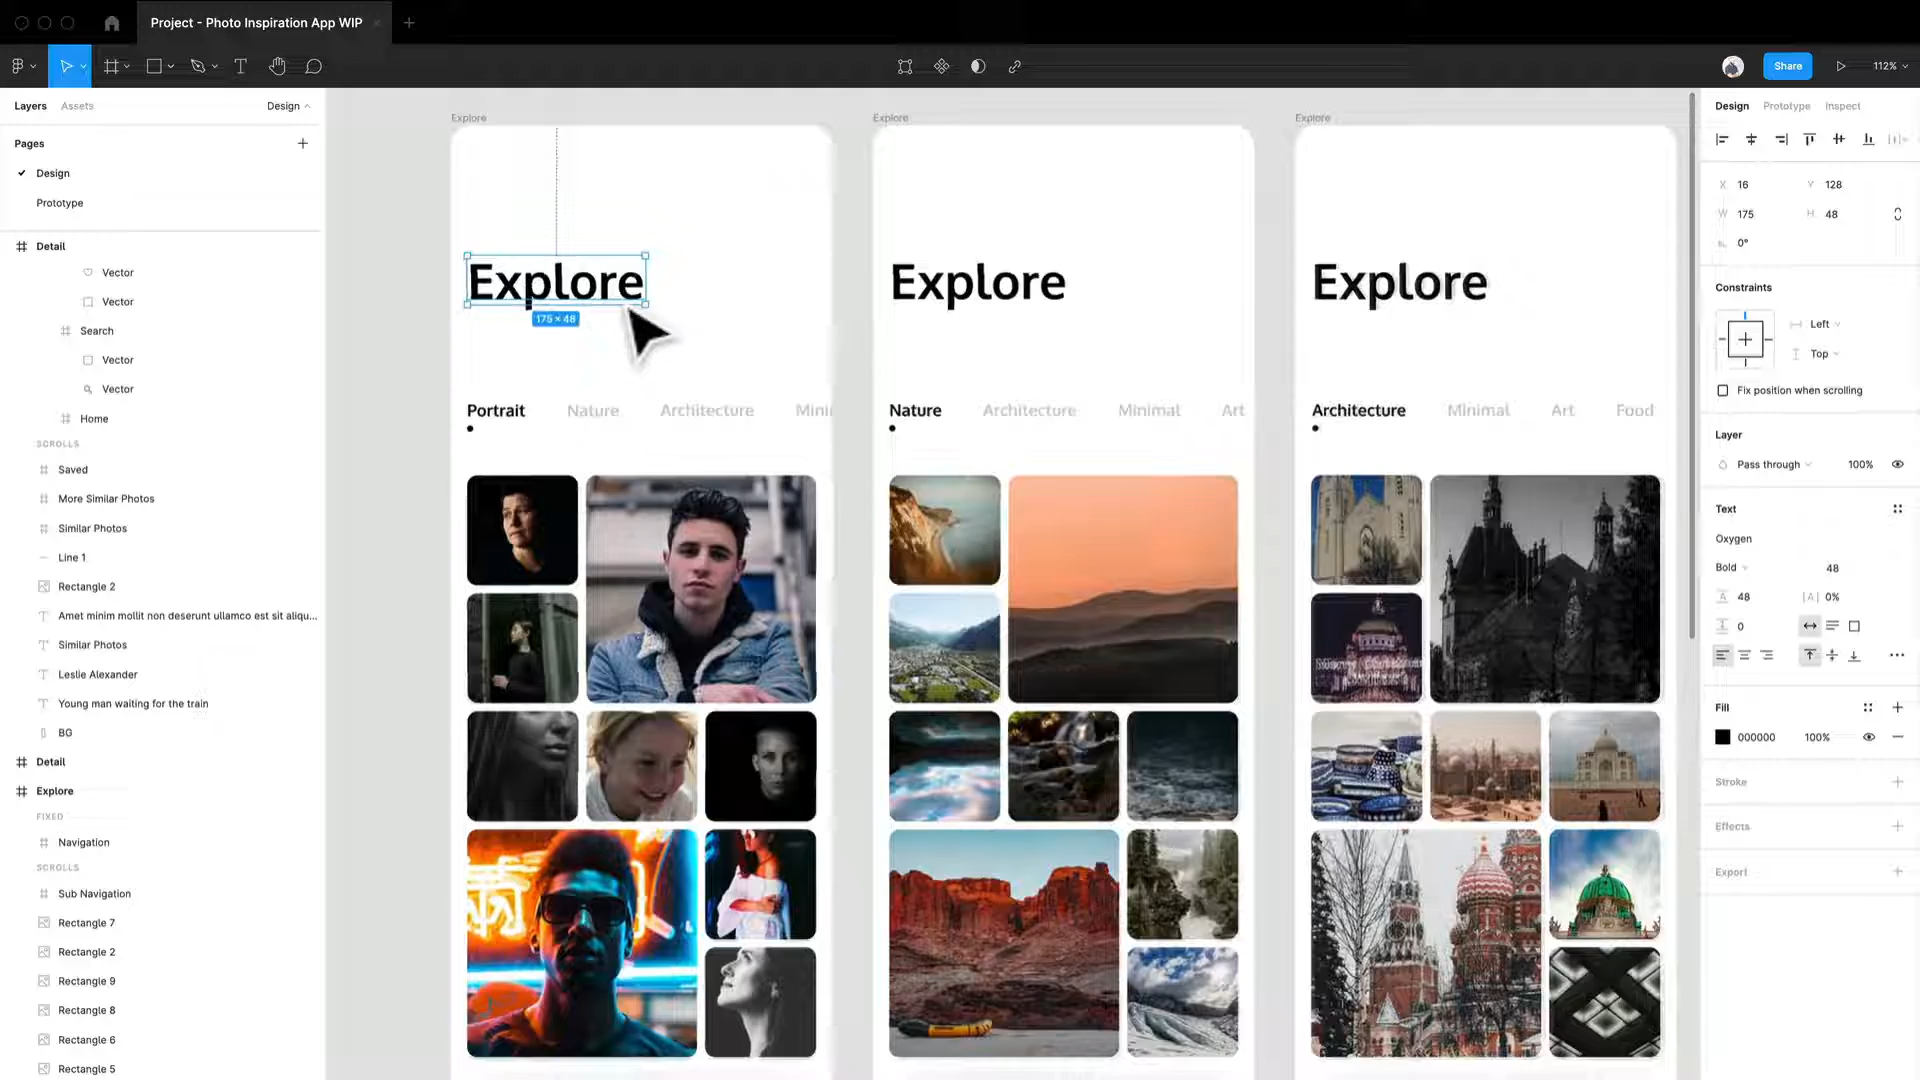 Project - Photo Inspiration App WIP
Share
112%
Layers
Assets
Design
Pages
Design
Prototype
Detail
Vector
Vector
Search
Vector
Vector
Home
SCROLLS
Saved
More Similar Photos
Similar Photos
Line 1
Rectangle 2
Amet minim mollit non deserunt ullamco est sit aliqu...
Similar Photos
Leslie Alexander
Young man waiting for the train
BG
Detail
Explore
FIXED
Navigation
SCROLLS
Sub Navigation
Rectangle 7
Rectangle 2
Rectangle 9
Rectangle 8
Rectangle 6
Rectangle 5
Explore
Explore
175 × 48
Portrait Nature Architecture Mini
Explore
Explore
Nature Architecture Minimal Art
Explore
Explore
Architecture Minimal Art Food
Design Prototype Inspect
X 16 Y 128
W 175 H 48
0°
Constraints
Left
Top
Fix position when scrolling
Layer
Pass through 100%
Text
Oxygen
Bold 48
48 |A| 0%
0
Fill
000000 100%
Stroke
Effects
Export